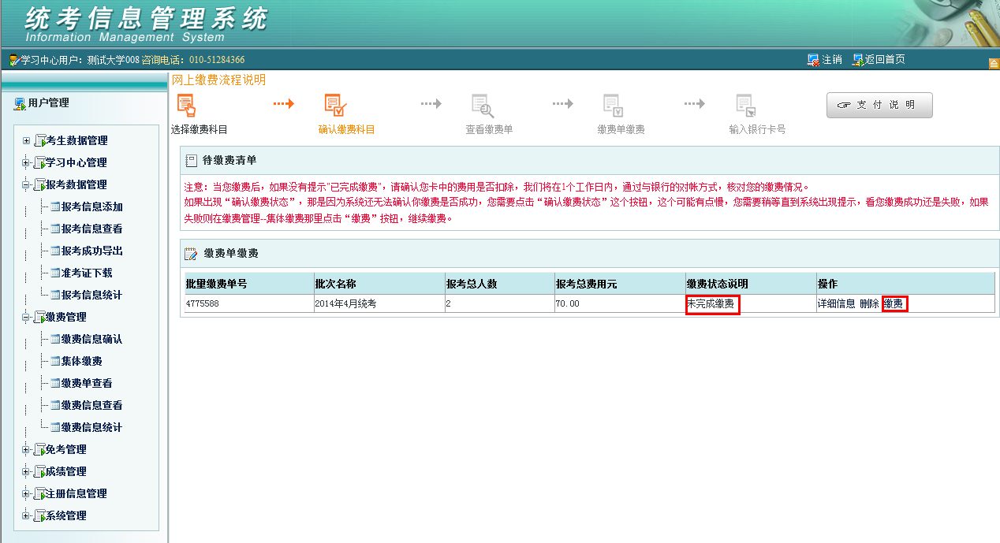 统考信息管理系统
Information Management System
学习中心用户：测试大学008 咨询电话：010-51284366
注销 返回首页
用户管理
考生数据管理
学习中心管理
报考数据管理
报考信息添加
报考信息查看
报考成功导出
准考证下载
报考信息统计
缴费管理
缴费信息确认
集体缴费
缴费单查看
缴费信息查看
缴费信息统计
免考管理
成绩管理
注册信息管理
系统管理
网上缴费流程说明
选择缴费科目 确认缴费科目 查看缴费单 缴费单缴费 输入银行卡号
支 付 说 明
待缴费清单
注意：当您缴费后，如果没有提示"已完成缴费"，请确认您卡中的费用是否扣除，我们将在1个工作日内，通过与银行的对帐方式，核对您的缴费情况。
如果出现“确认缴费状态”，那是因为系统还无法确认你缴费是否成功，您需要点击“确认缴费状态”这个按钮，这个可能有点慢，您需要稍等直到系统出现提示，看您缴费成功还是失败，如果
失败则在缴费管理--集体缴费那里点击“缴费”按钮，继续缴费。
缴费单缴费
批里缴费单号 批次名称 报考总人数 报考总费用元 缴费状态说明 操作
4775588 2014年4月统考 2 70.00 未完成缴费 详细信息 删除 缴费